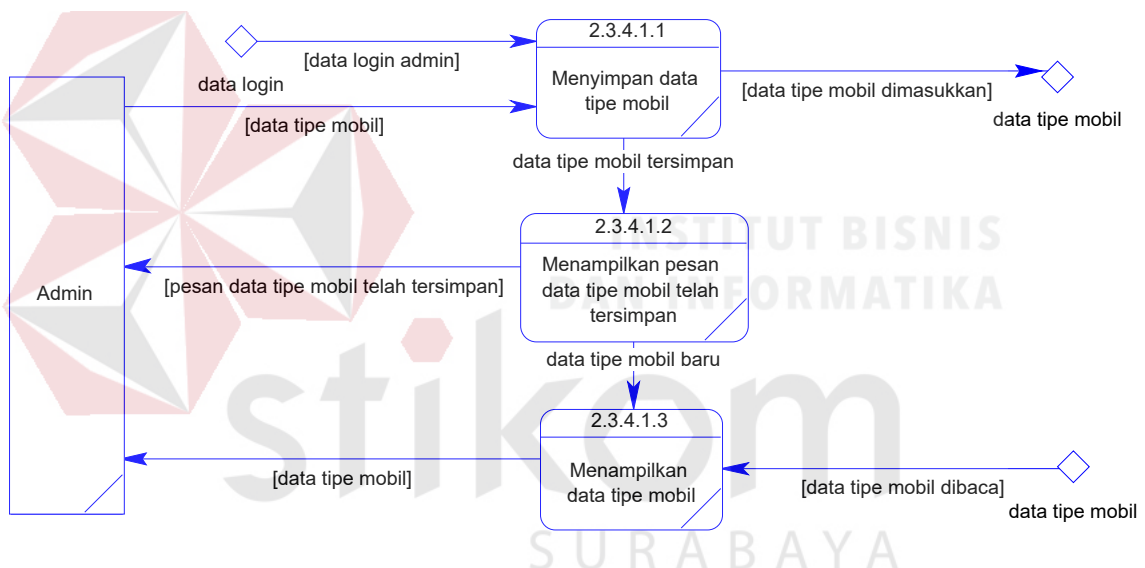 2.3.4.1.1
[data login admin]
Menyimpan data
tipe mobil
data login
[data tipe mobil dimasukkan]
data tipe mobil
[data tipe mobil]
data tipe mobil tersimpan
2.3.4.1.2
INSTITUT BISNIS
DAN INFORMATIKA
Menampilkan pesan
data tipe mobil telah
tersimpan
Admin
[pesan data tipe mobil telah tersimpan]
data tipe mobil baru
stikom
2.3.4.1.3
Menampilkan
data tipe mobil
[data tipe mobil]
[data tipe mobil dibaca]
data tipe mobil
SURABAYA